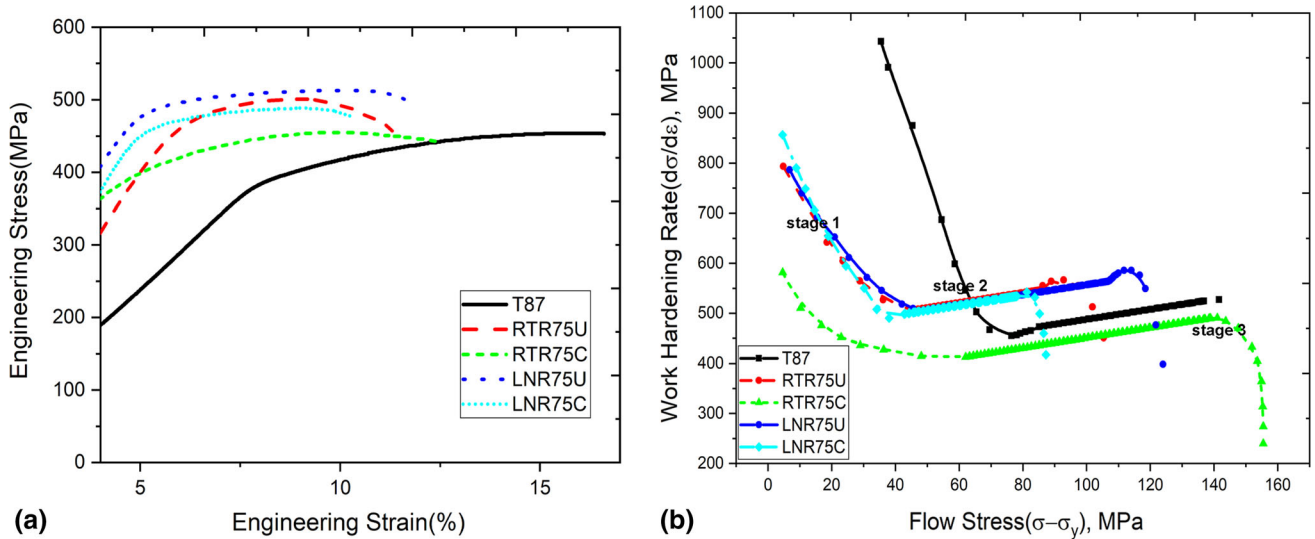 600
500
400
300
200
100
0
5
10
15
Engineering Stress(MPa)
Engineering Strain(%)
T87
RTR75U
RTR75C
LNR75U
LNR75C
(a)
1100
1000
900
800
700
600
500
400
300
200
0
20
40
60
80
100
120
140
160
Work Hardening Rate(dσ/dε), MPa
Flow Stress(σ−σy), MPa
stage 1
stage 2
stage 3
T87
RTR75U
RTR75C
LNR75U
LNR75C
(b)